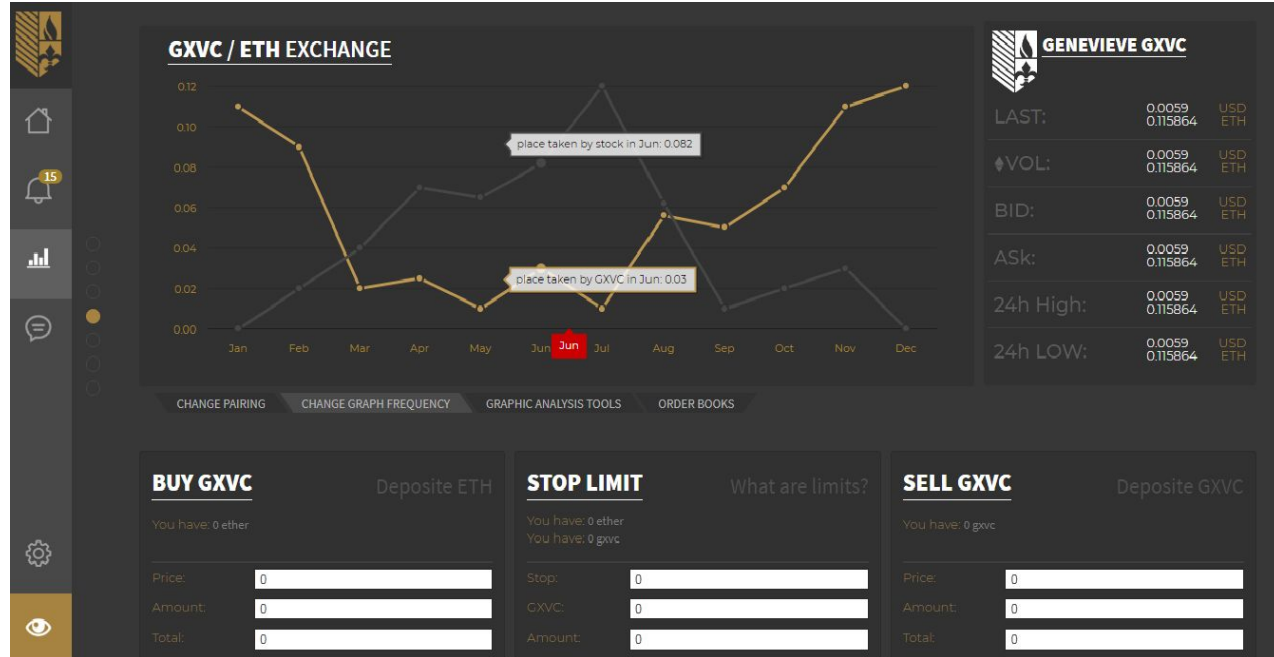 GXVC / ETH EXCHANGE
0.12
0.10
0.08
0.06
0.04
0.02
0.00
place taken by stock in Jun: 0.082
place taken by GXVC in Jun: 0.03
Jan Feb Mar Apr May Jun Jun Jul Aug Sep Oct Nov Dec
GENEVIEVE GXVC
LAST: 0.0059 USD
0.115864 ETH
VOL: 0.0059 USD
0.115864 ETH
BID: 0.0059 USD
0.115864 ETH
ASk: 0.0059 USD
0.115864 ETH
24h High: 0.0059 USD
0.115864 ETH
24h LOW: 0.0059 USD
0.115864 ETH
15
CHANGE PAIRING CHANGE GRAPH FREQUENCY GRAPHIC ANALYSIS TOOLS ORDER BOOKS
BUY GXVC Deposite ETH
You have: 0 ether
Price: 0
Amount: 0
Total: 0
STOP LIMIT What are limits?
You have: 0 ether
You have: 0 gxvc
Stop: 0
GXVC: 0
Amount: 0
SELL GXVC Deposite GXVC
You have: 0 gxvc
Price: 0
Amount: 0
Total: 0